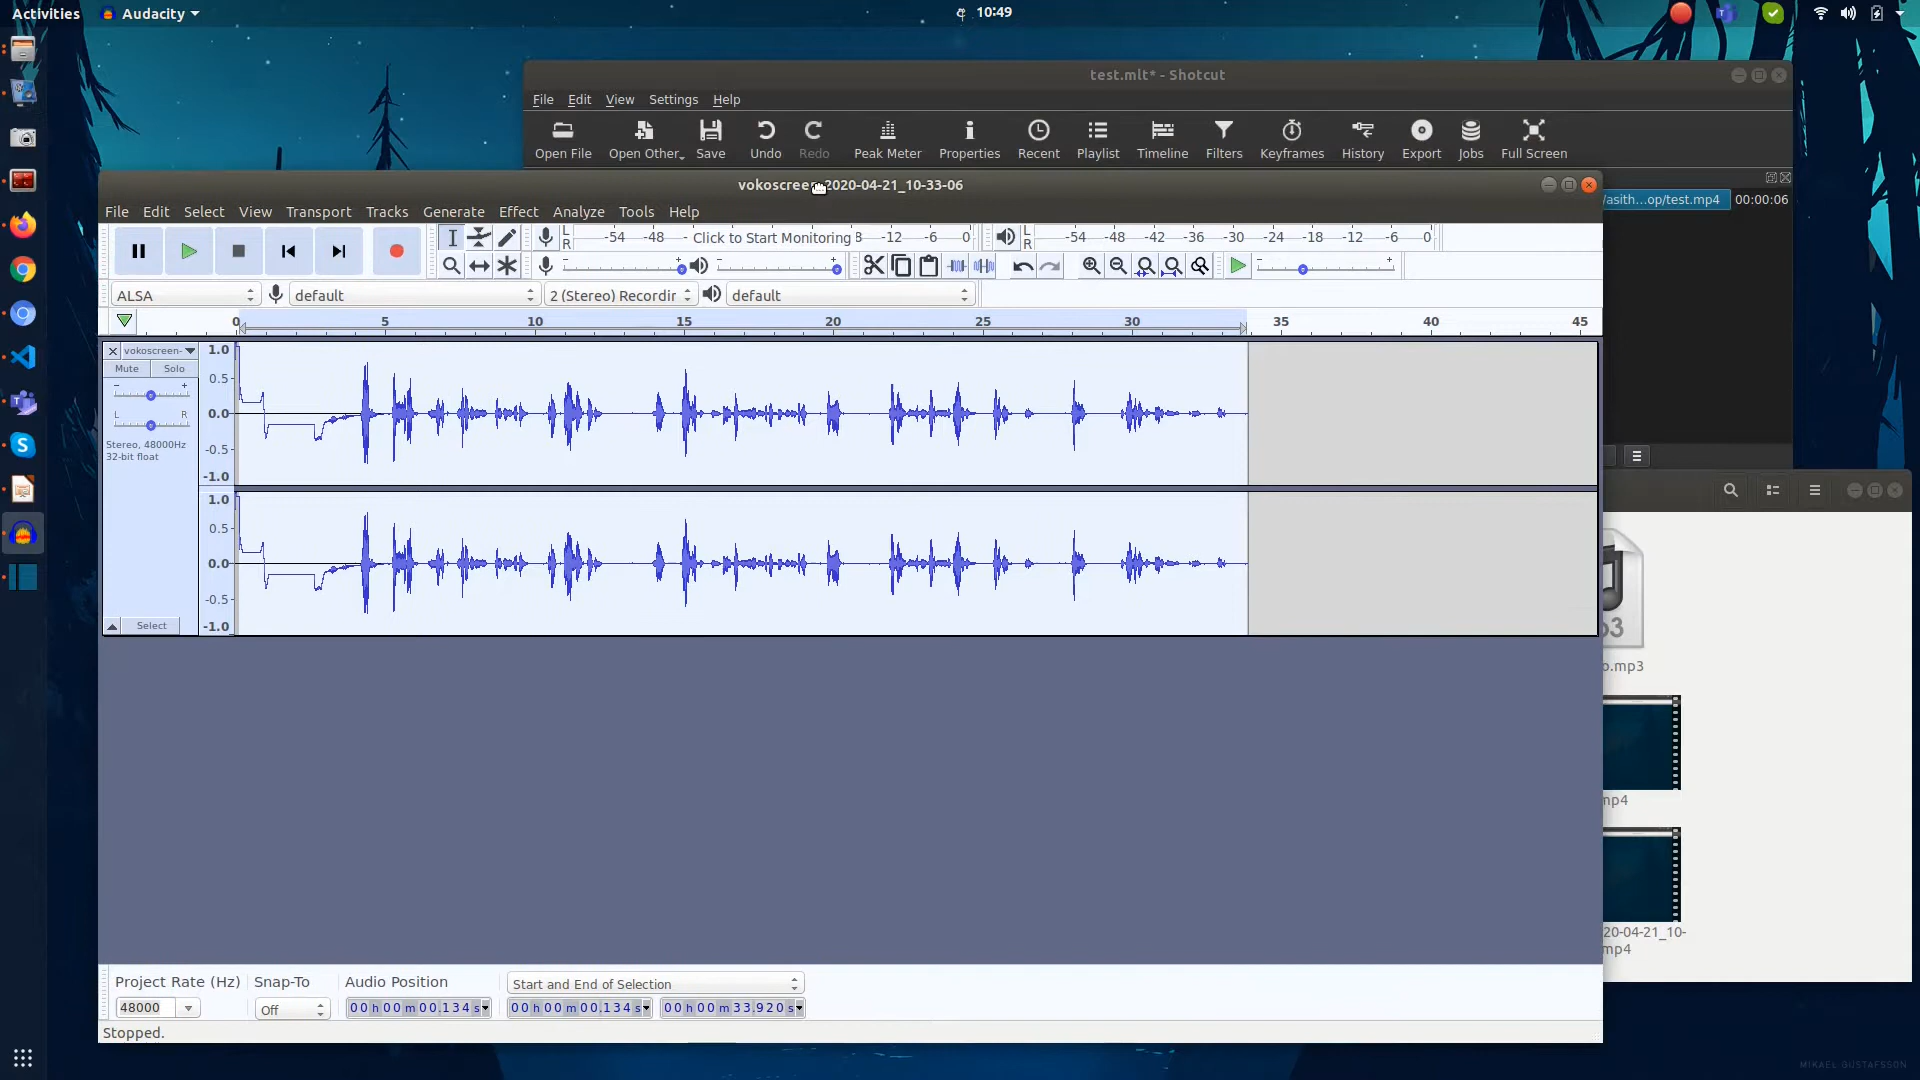 Activities
Audacity
10:49
test.mlt* - Shotcut
File Edit View Settings Help
Open File Open Other Save Undo Redo Peak Meter Properties Recent Playlist Timeline Filters Keyframes History Export Jobs Full Screen
2020-04-21_10-33-06
/asith...op/test.mp4 00:00:06
File Edit Select View Transport Tracks Generate Effect Analyze Tools Help
L
R
-54 -48 - Click to Start Monitoring 8 -12 -6 0
L
R
-54 -48 -42 -36 -30 -24 -18 -12 -6 0
ALSA default 2 (Stereo) Recordir default
0 5 10 15 20 25 30 35 40 45
vokoscreen-
Mute Solo
- +
L R
Stereo, 48000Hz
32-bit float
Select
1.0
0.5
0.0
-0.5
-1.0
1.0
0.5
0.0
-0.5
-1.0
o.mp3
mp4
20-04-21_10-
mp4
Project Rate (Hz) Snap-To Audio Position Start and End of Selection
48000 Off 00 h 00 m 00.134 s 00 h 00 m 00.134 s 00 h 00 m 33.920 s
Stopped.
MIKAEL GUSTAFSSON